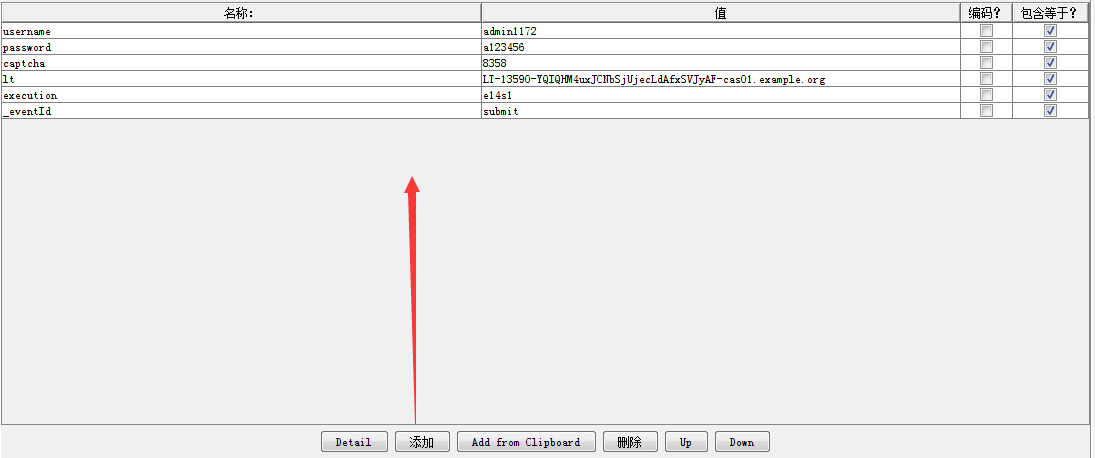 名称: 值 编码? 包含等于?
username admin1172
password a123456
captcha 8358
lt LT-13590-YQIQHM4uxJCNbSjUjecLdAfxSVJyAF-cas01.example.org
execution e14s1
_eventId submit
Detail 添加 Add from Clipboard 删除 Up Down